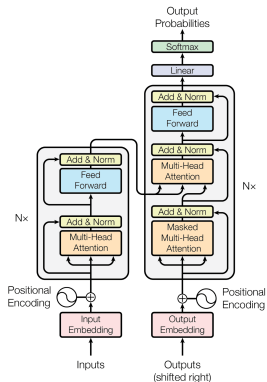 Output
Probabilities
Softmax
Linear
Add & Norm
Feed
Forward
Add & Norm
Multi-Head
Attention
Add & Norm
Masked
Multi-Head
Attention
N×
Add & Norm
Feed
Forward
Add & Norm
Multi-Head
Attention
N×
Positional
Encoding
Positional
Encoding
Input
Embedding
Output
Embedding
Inputs
Outputs
(shifted right)